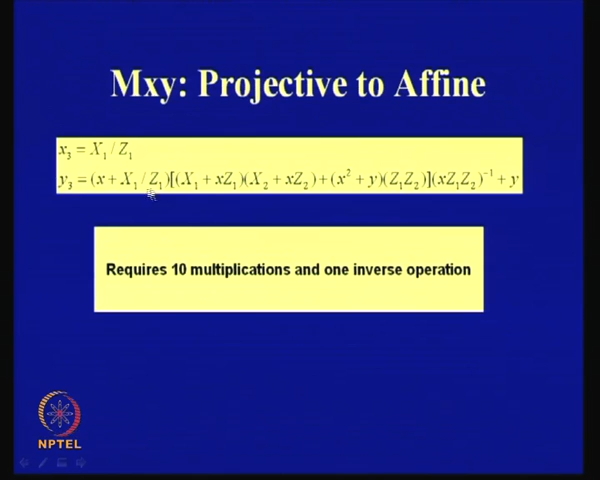 Mxy: Projective to Affine
x₃ = X₁ / Z₁
y₃ = (x + X₁ / Z₁)[(X₁ + xZ₁)(X₂ + xZ₂) + (x² + y)(Z₁Z₂)](xZ₁Z₂)⁻¹ + y
Requires 10 multiplications and one inverse operation
NPTEL